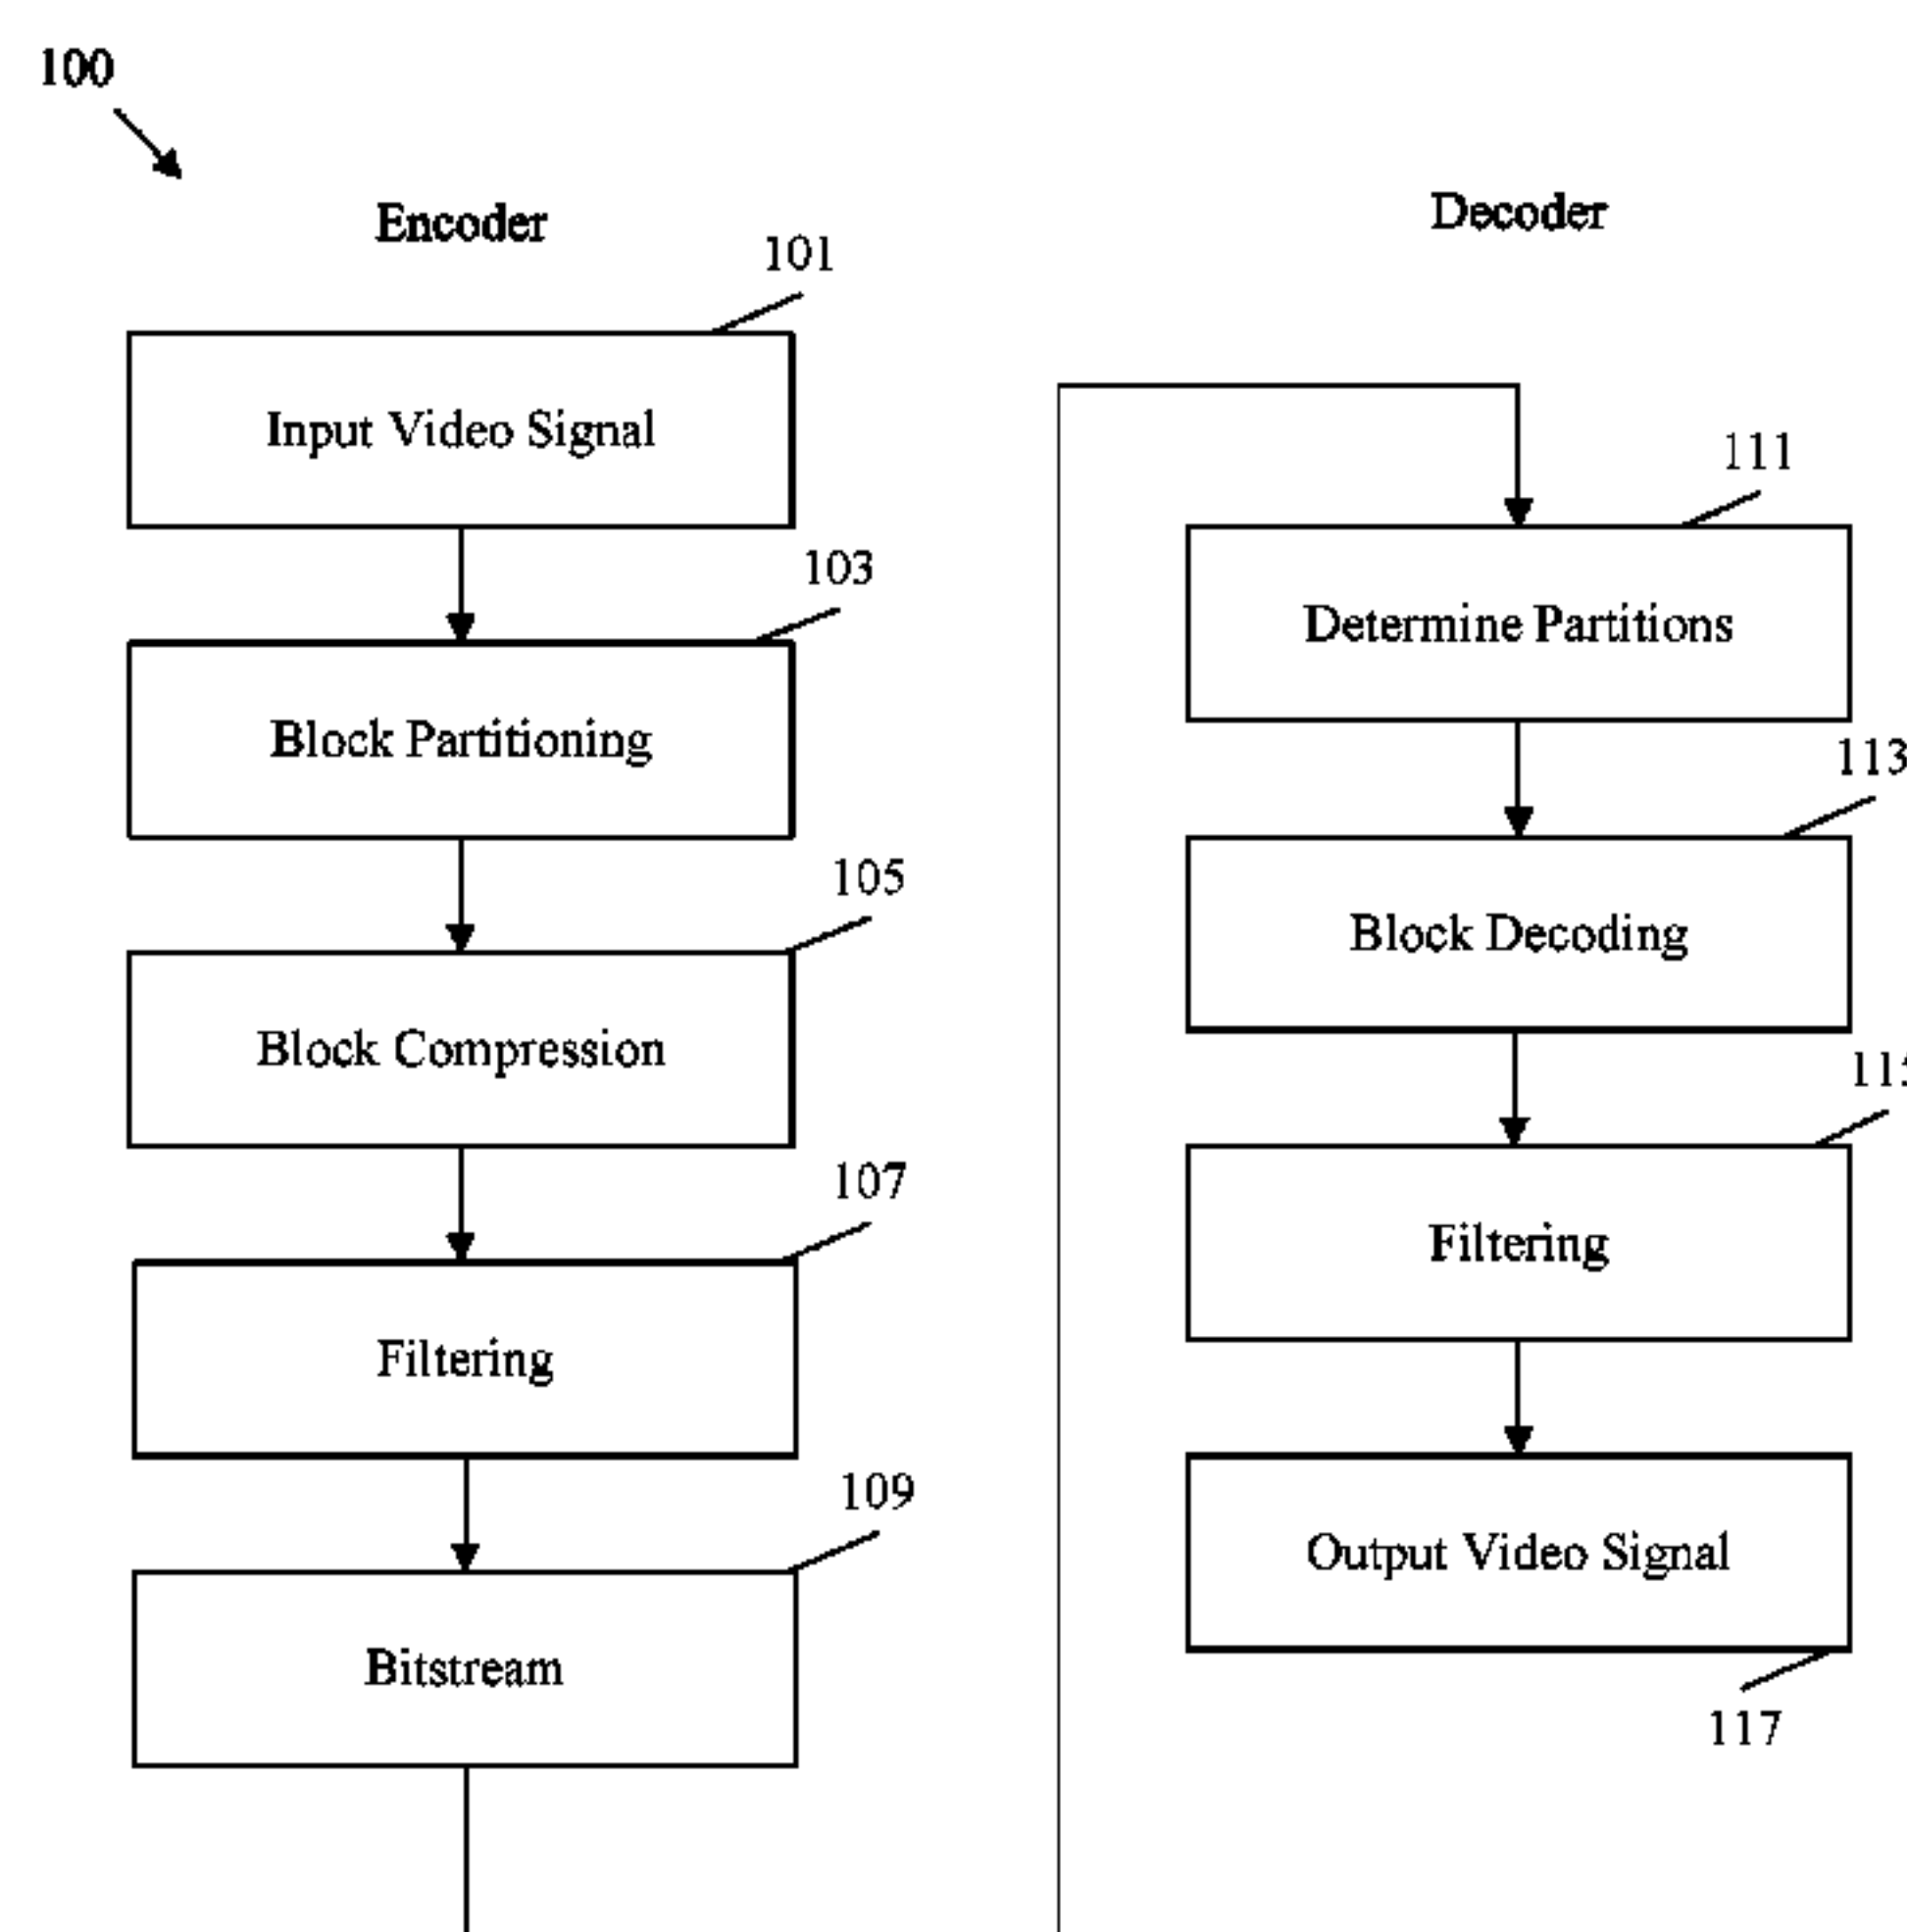 100
Encoder
101
Input Video Signal
103
Block Partitioning
105
Block Compression
107
Filtering
109
Bitstream
Decoder
111
Determine Partitions
113
Block Decoding
115
Filtering
Output Video Signal
117